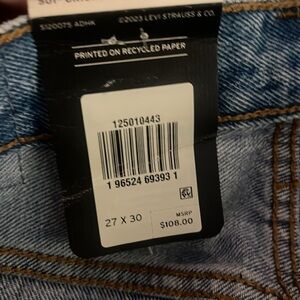 S12007S ADHK ©2023 LEVI STRAUSS & CO.
PRINTED ON RECYCLED PAPER
125010443
1 96524 69393 1
27 X 30
MSRP
$108.00